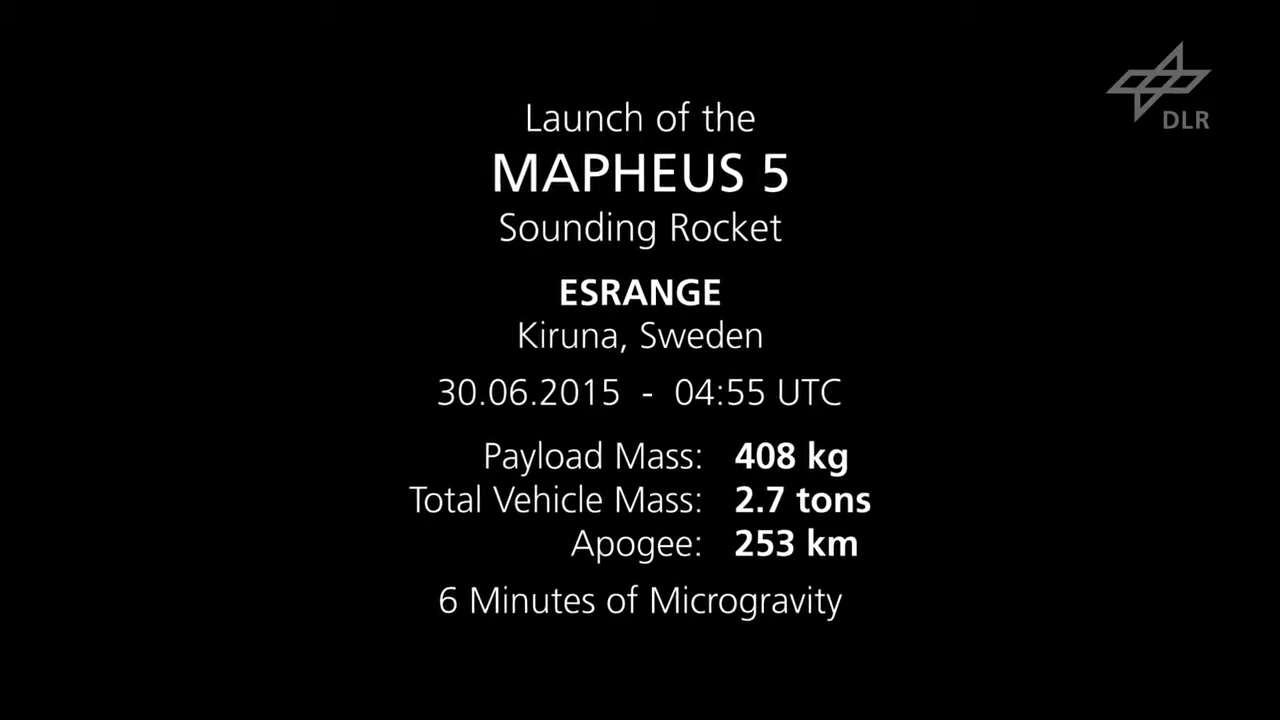 DLR
Launch of the
MAPHEUS 5
Sounding Rocket
ESRANGE
Kiruna, Sweden
30.06.2015 - 04:55 UTC
Payload Mass: 408 kg
Total Vehicle Mass: 2.7 tons
Apogee: 253 km
6 Minutes of Microgravity